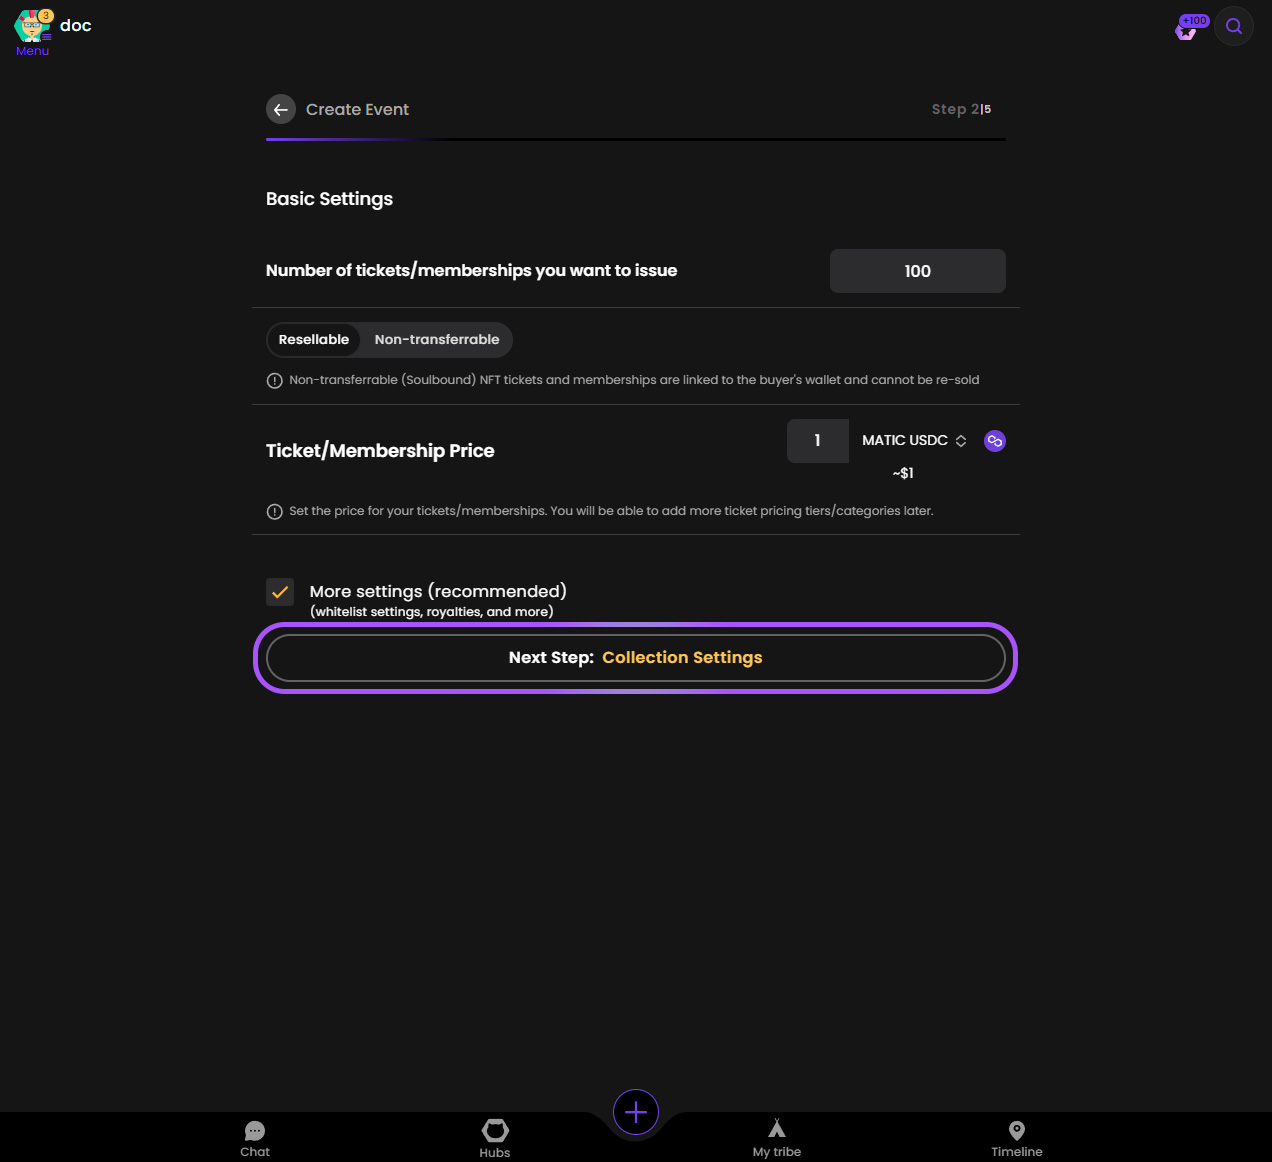 3
doc
Menu
+100
Create Event
Step 2|5
Basic Settings
Number of tickets/memberships you want to issue
100
Resellable
Non-transferrable
Non-transferrable (Soulbound) NFT tickets and memberships are linked to the buyer's wallet and cannot be re-sold
Ticket/Membership Price
1
MATIC USDC
~$1
Set the price for your tickets/memberships. You will be able to add more ticket pricing tiers/categories later.
More settings (recommended)
(whitelist settings, royalties, and more)
Next Step: Collection Settings
Chat
Hubs
My tribe
Timeline